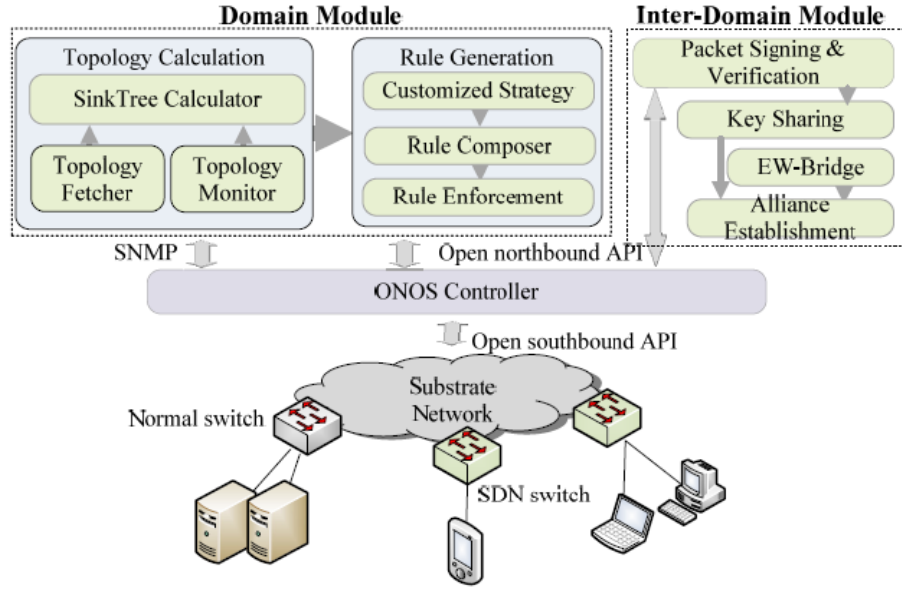 Domain Module
Inter-Domain Module
Topology Calculation
SinkTree Calculator
Topology
Fetcher
Topology
Monitor
Rule Generation
Customized Strategy
Rule Composer
Rule Enforcement
Packet Signing &
Verification
Key Sharing
EW-Bridge
Alliance
Establishment
SNMP
Open northbound API
ONOS Controller
Open southbound API
Substrate
Network
Normal switch
SDN switch